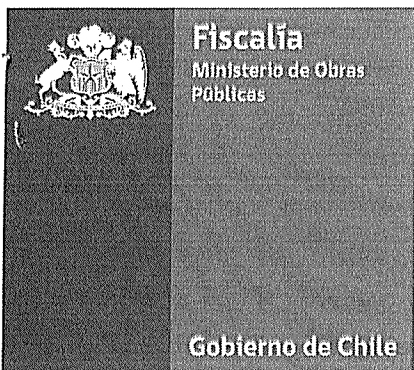 Fiscalía
Ministerio de Obras
Públicas
Gobierno de Chile